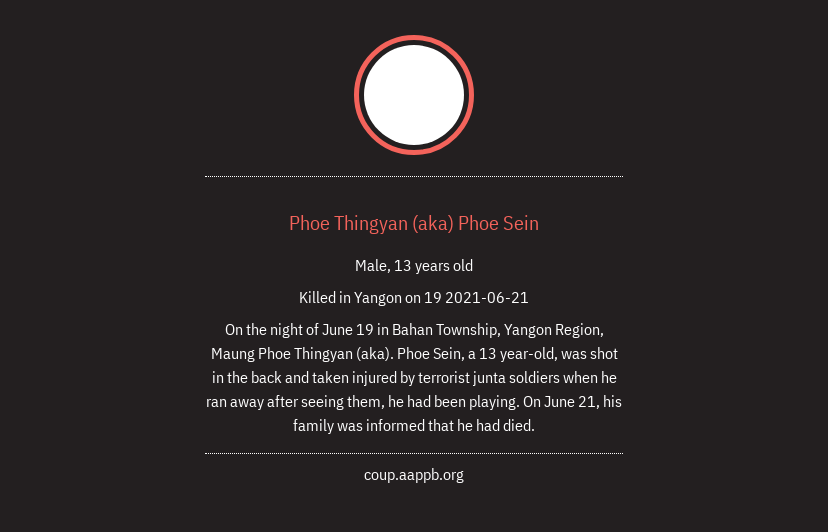 Phoe Thingyan (aka) Phoe Sein
Male, 13 years old
Killed in Yangon on 19 2021-06-21
On the night of June 19 in Bahan Township, Yangon Region,
Maung Phoe Thingyan (aka). Phoe Sein, a 13 year-old, was shot
in the back and taken injured by terrorist junta soldiers when he
ran away after seeing them, he had been playing. On June 21, his
family was informed that he had died.
coup.aappb.org